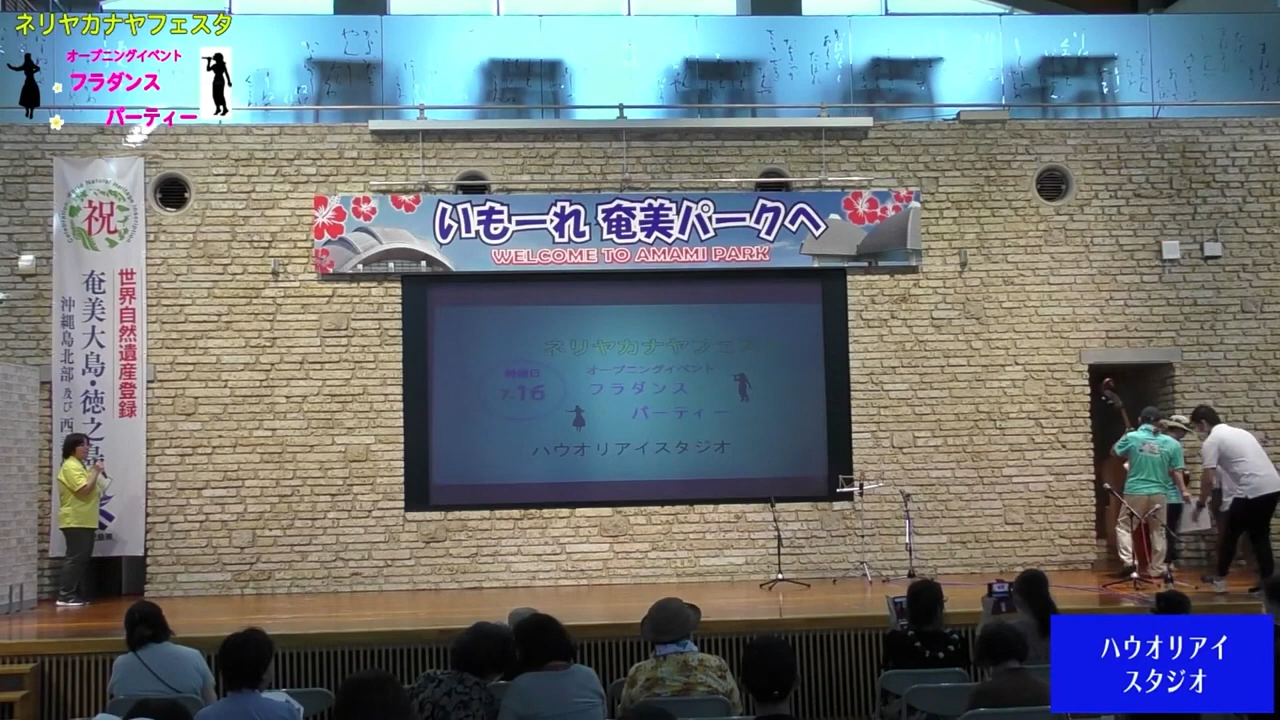 ネリヤカナヤフェスタ
オープニングイベント
フラダンス
パーティー
祝
世界自然遺産登録
奄美大島・徳之島
沖縄島北部 及び 西
いもーれ 奄美パークへ
WELCOME TO AMAMI PARK
ネリヤカナヤフェス
開催日
7.16
オープニングイベント
フラダンス
パーティー
ハウオリアイスタジオ
ハウオリアイ
スタジオ